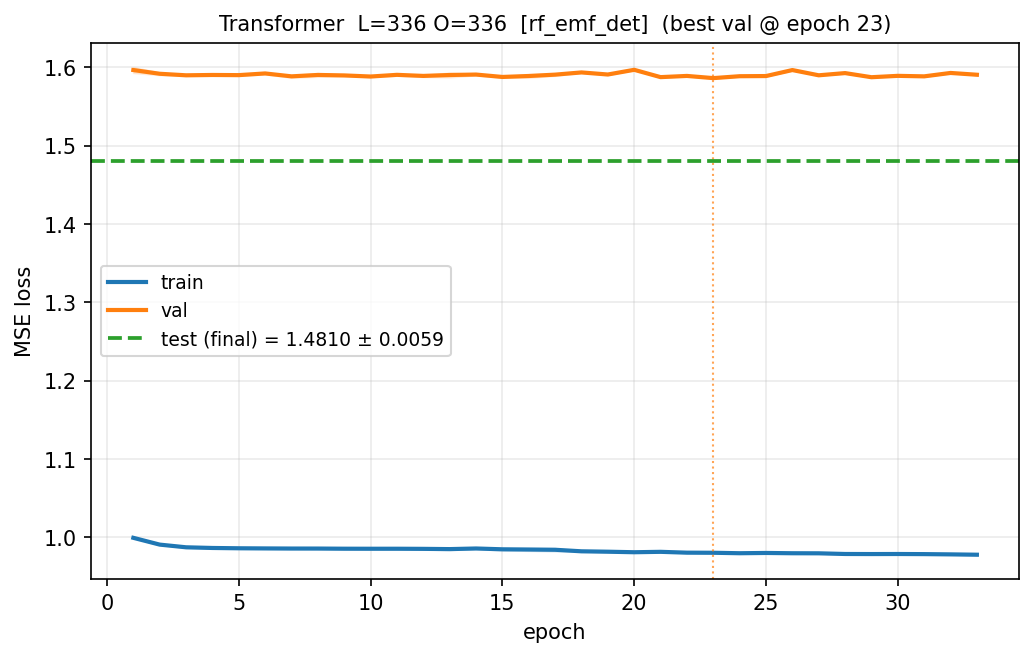 Transformer  L=336 O=336  [rf_emf_det]  (best val @ epoch 23)
MSE loss
1.6
1.5
1.4
1.3
1.2
1.1
1.0
train
val
test (final) = 1.4810 ± 0.0059
0 5 10 15 20 25 30
epoch